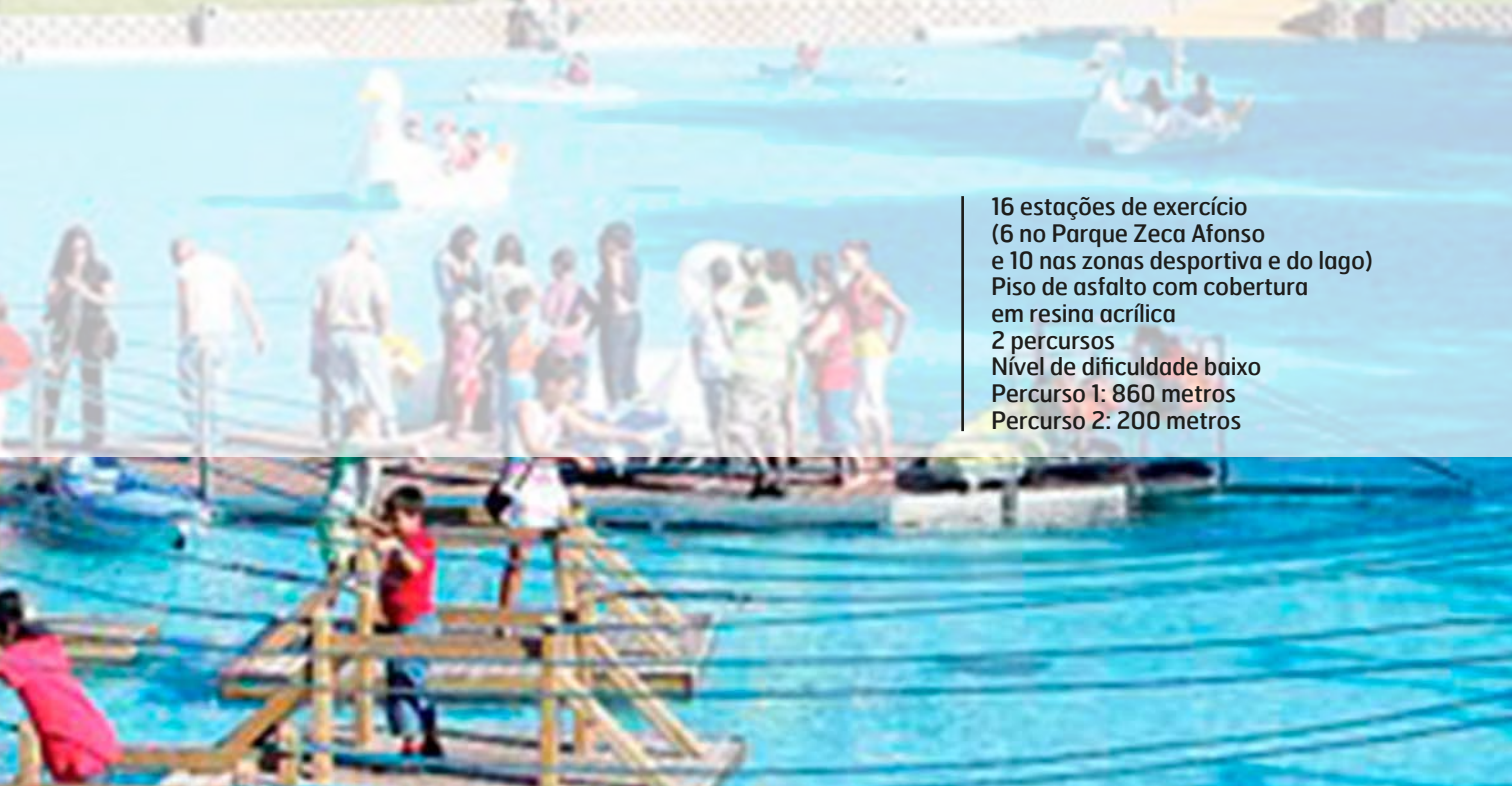 16 estações de exercício
(6 no Parque Zeca Afonso
e 10 nas zonas desportiva e do lago)
Piso de asfalto com cobertura
em resina acrílica
2 percursos
Nível de dificuldade baixo
Percurso 1: 860 metros
Percurso 2: 200 metros